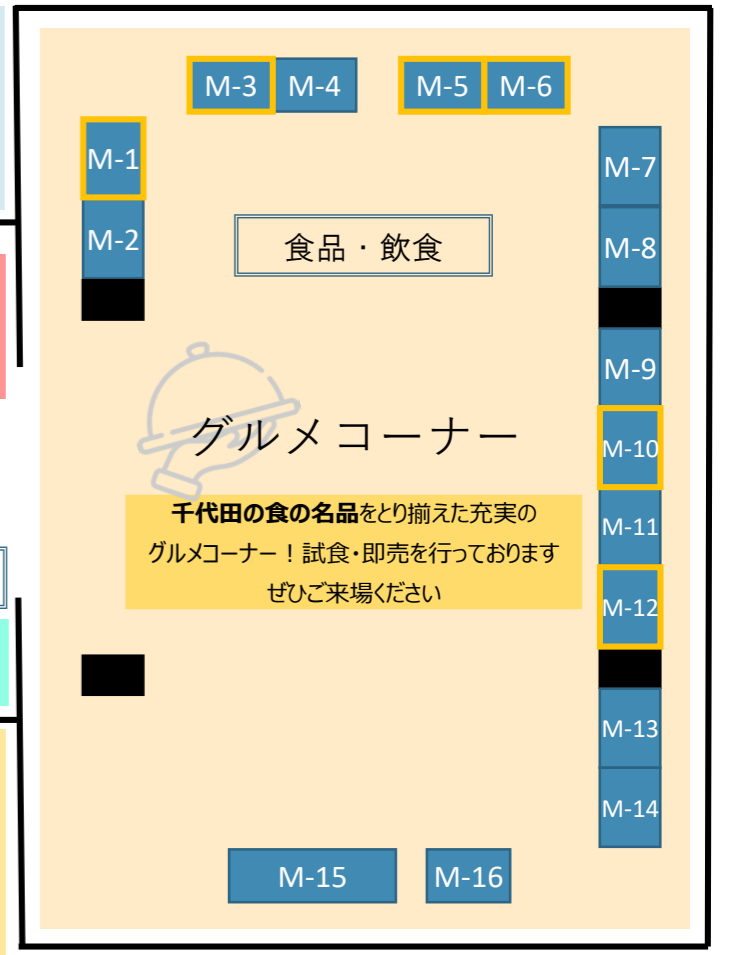 M-3 M-4 M-5 M-6
M-1
M-7
M-2
食品・飲食
M-8
M-9
グルメコーナー
M-10
千代田の食の名品をとり揃えた充実の
M-11
グルメコーナー！試食・即売を行っております
ぜひご来場ください
M-12
M-13
M-14
M-15 M-16